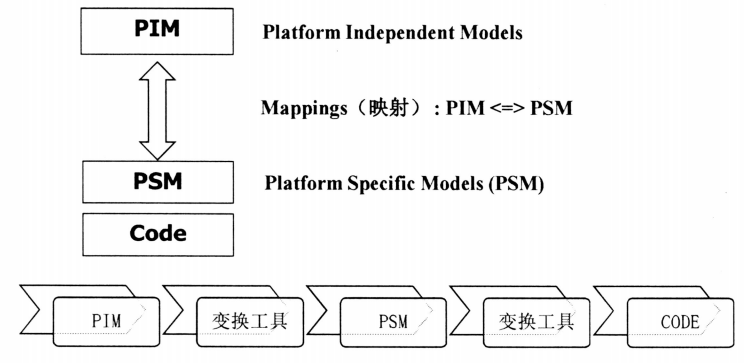 PIM Platform Independent Models
Mappings（映射）: PIM <=> PSM
PSM Platform Specific Models (PSM)
Code
PIM 变换工具 PSM 变换工具 CODE